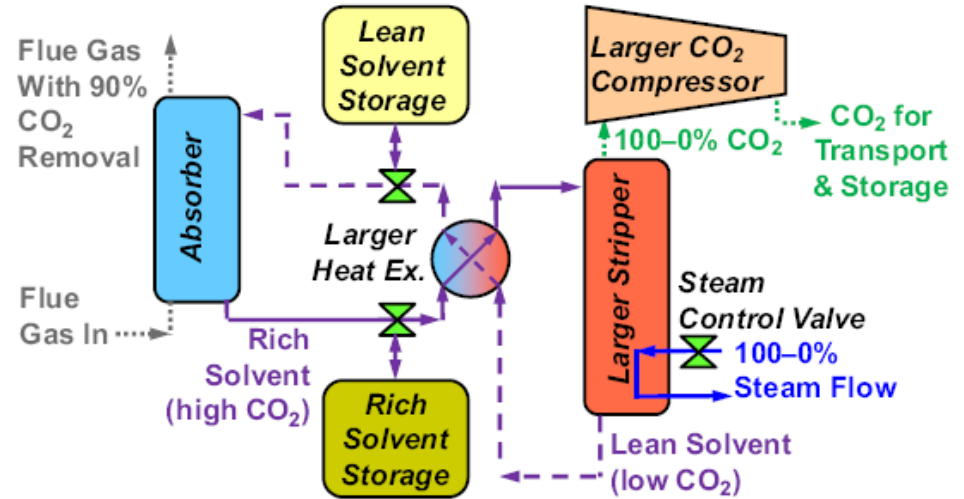 Flue Gas
With 90%
CO₂
Removal
Absorber
Flue
Gas In
Lean
Solvent
Storage
Larger
Heat Ex.
Rich
Solvent
(high CO₂)
Rich
Solvent
Storage
Larger CO₂
Compressor
100–0% CO₂
CO₂ for
Transport
& Storage
Larger Stripper
Steam
Control Valve
100–0%
Steam Flow
Lean Solvent
(low CO₂)